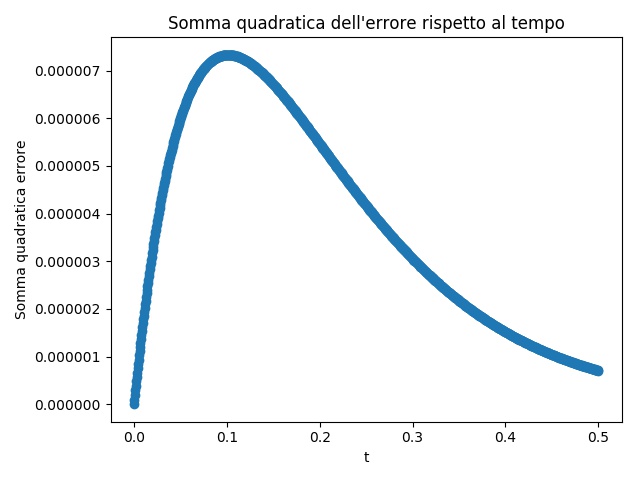 Somma quadratica dell'errore rispetto al tempo
Somma quadratica errore
0.000007
0.000006
0.000005
0.000004
0.000003
0.000002
0.000001
0.000000
0.0 0.1 0.2 0.3 0.4 0.5
t